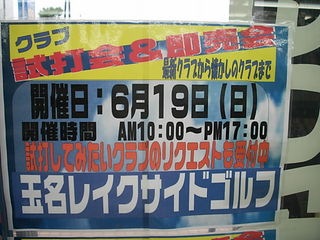 クラブ
試打会&即売会
最新クラブから懐かしのクラブまで
開催日:6月19日(日)
開催時間 AM10:00~PM17:00
試打してみたいクラブのリクエストを受付中
玉名レイクサイドゴルフ